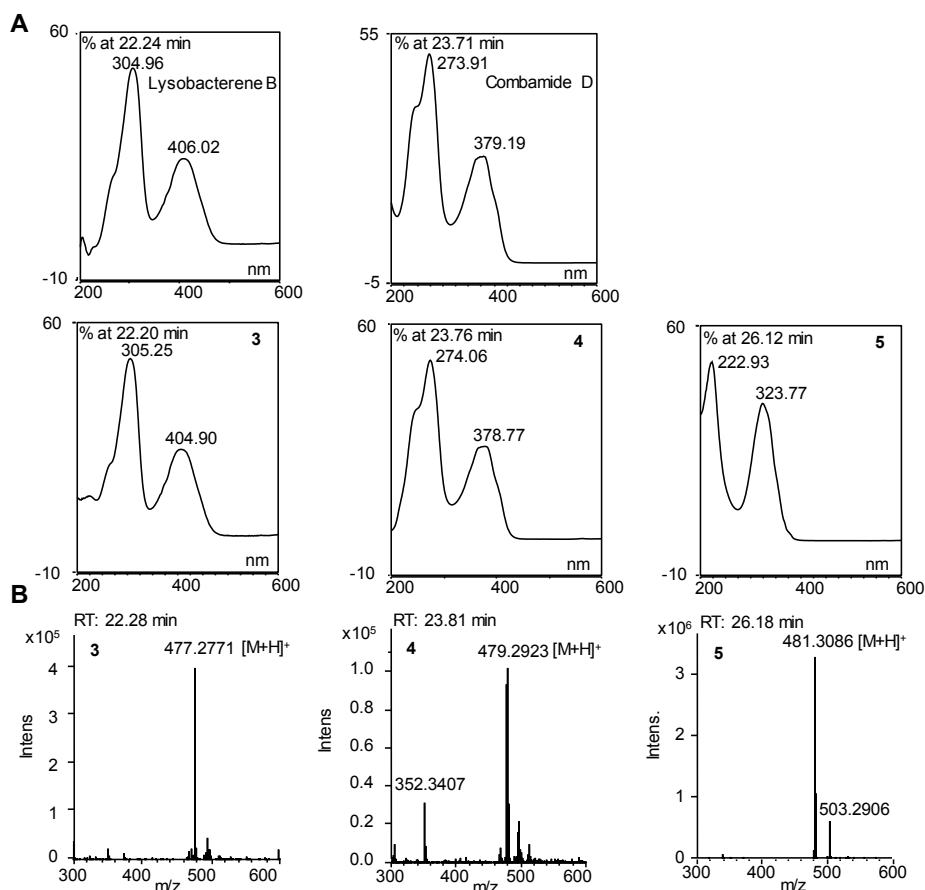 A
60
% at 22.24 min
304.96
Lysobacterene B
406.02
nm
-10
200
400
600
55
% at 23.71 min
273.91
Combamide D
379.19
nm
-5
200
400
600
60
% at 22.20 min
3
305.25
404.90
nm
-10
200
400
600
60
% at 23.76 min
4
274.06
378.77
-10
200
400
600
60
% at 26.12 min
5
222.93
323.77
-10
200
400
600
B
RT: 22.28 min
x10⁵
3
477.2771 [M+H]⁺
4
3
2
1
0
Intens
300
400
500
600
m/z
RT: 23.81 min
x10⁵
4
479.2923 [M+H]⁺
1.0
0.8
0.6
0.4
0.2
0
352.3407
Intens
300
400
500
600
m/z
RT: 26.18 min
x10⁶
5
481.3086 [M+H]⁺
3
2
1
0
503.2906
Intens.
300
400
500
600
m/z